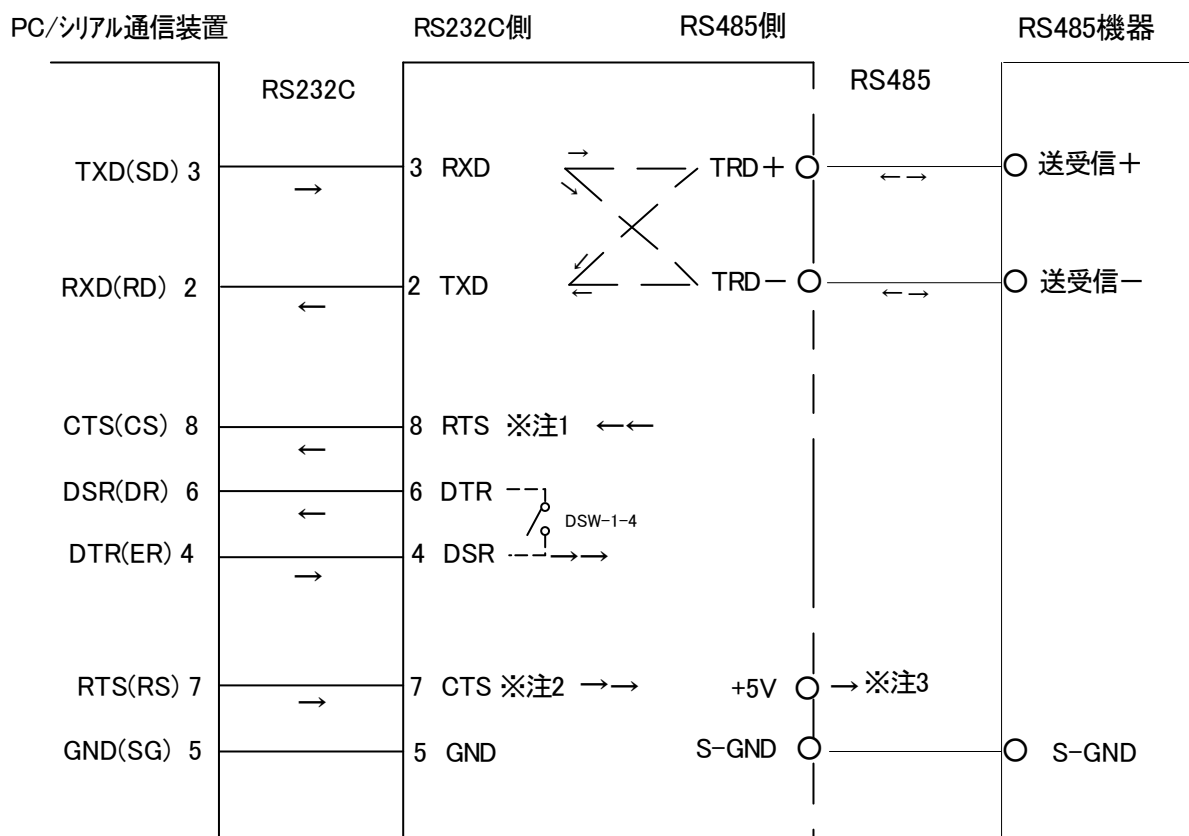 PC/シリアル通信装置 RS232C側 RS485側 RS485機器
RS232C RS485
TXD(SD) 3 3 RXD TRD+ 送受信+
→ → ↘ ←→
RXD(RD) 2 2 TXD TRD- 送受信-
← ↙ ← ←→
CTS(CS) 8 8 RTS ※注1 ←←
←
DSR(DR) 6 6 DTR
← DSW-1-4
DTR(ER) 4 4 DSR →→
→
RTS(RS) 7 7 CTS ※注2 →→ +5V →※注3
→
GND(SG) 5 5 GND S-GND S-GND